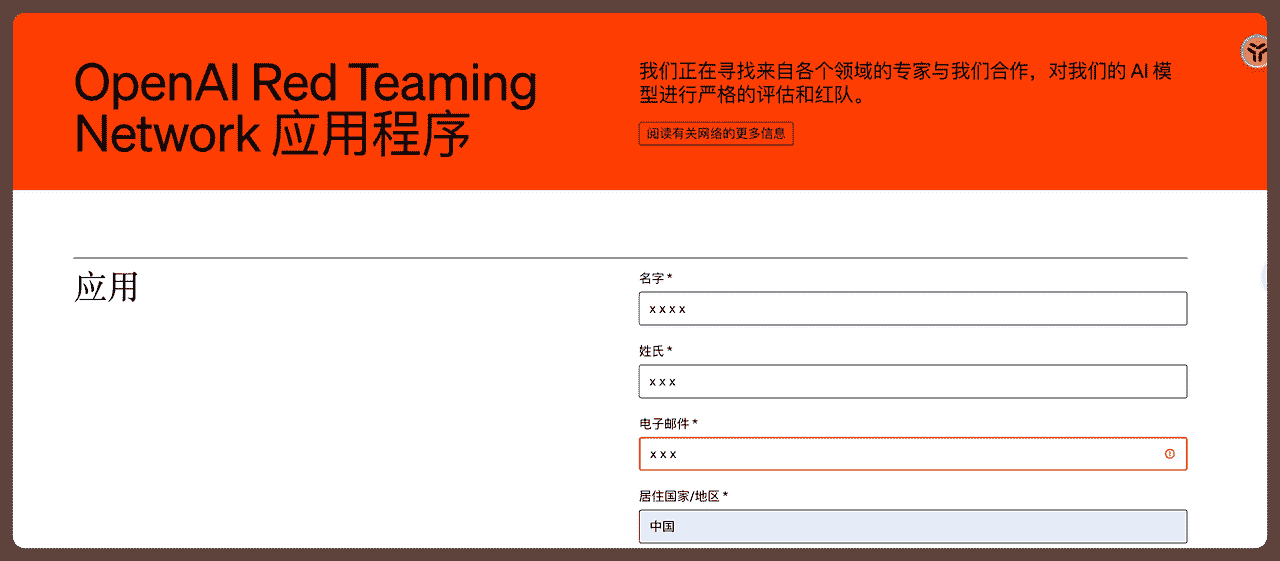 OpenAI Red Teaming
Network 应用程序
我们正在寻找来自各个领域的专家与我们合作，对我们的 AI 模
型进行严格的评估和红队。
阅读有关网络的更多信息
应用
名字 *
x x x x
姓氏 *
x x x
电子邮件 *
x x x
居住国家/地区 *
中国